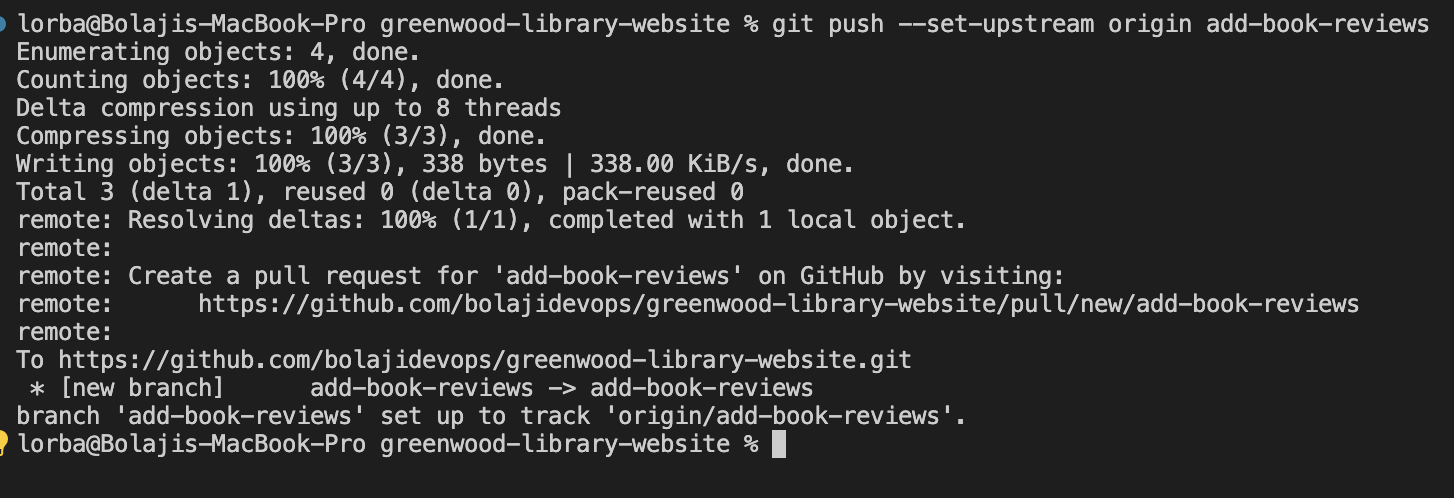 lorba@Bolajis-MacBook-Pro greenwood-library-website % git push --set-upstream origin add-book-reviews
Enumerating objects: 4, done.
Counting objects: 100% (4/4), done.
Delta compression using up to 8 threads
Compressing objects: 100% (3/3), done.
Writing objects: 100% (3/3), 338 bytes | 338.00 KiB/s, done.
Total 3 (delta 1), reused 0 (delta 0), pack-reused 0
remote: Resolving deltas: 100% (1/1), completed with 1 local object.
remote:
remote: Create a pull request for 'add-book-reviews' on GitHub by visiting:
remote:      https://github.com/bolajidevops/greenwood-library-website/pull/new/add-book-reviews
remote:
To https://github.com/bolajidevops/greenwood-library-website.git
 * [new branch]      add-book-reviews -> add-book-reviews
branch 'add-book-reviews' set up to track 'origin/add-book-reviews'.
lorba@Bolajis-MacBook-Pro greenwood-library-website %